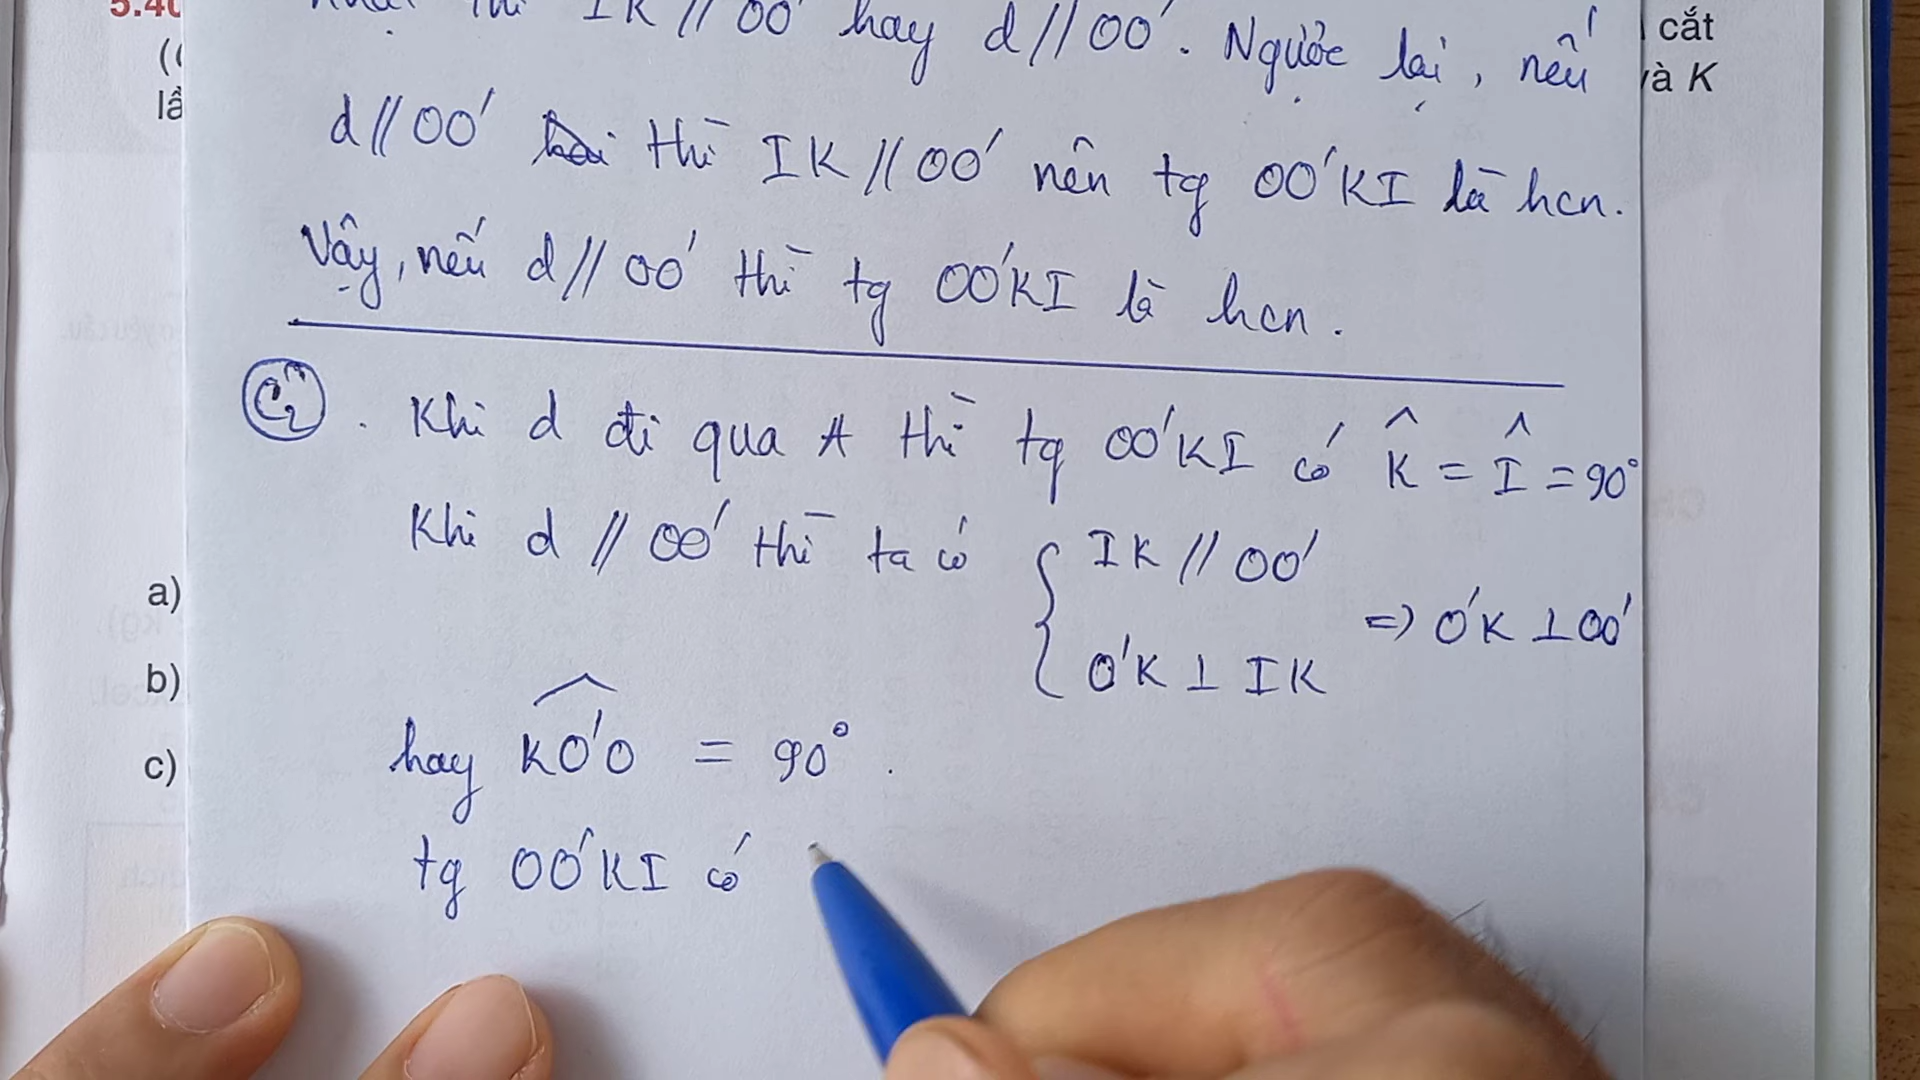 5.40
thì IK // OO' hay d // OO'. Ngược lại, nếu
cắt
và K
d // OO' thì IK // OO' nên tg OO'KI là hcn.
Vậy, nếu d // OO' thì tg OO'KI là hcn.
C2. Khi d đi qua A thì tg OO'KI có K̂ = Î = 90°
Khi d // OO' thì ta có { IK // OO'
O'K ⊥ IK => O'K ⊥ OO'
a)
b)
hay KO'O = 90°.
c)
tg OO'KI có